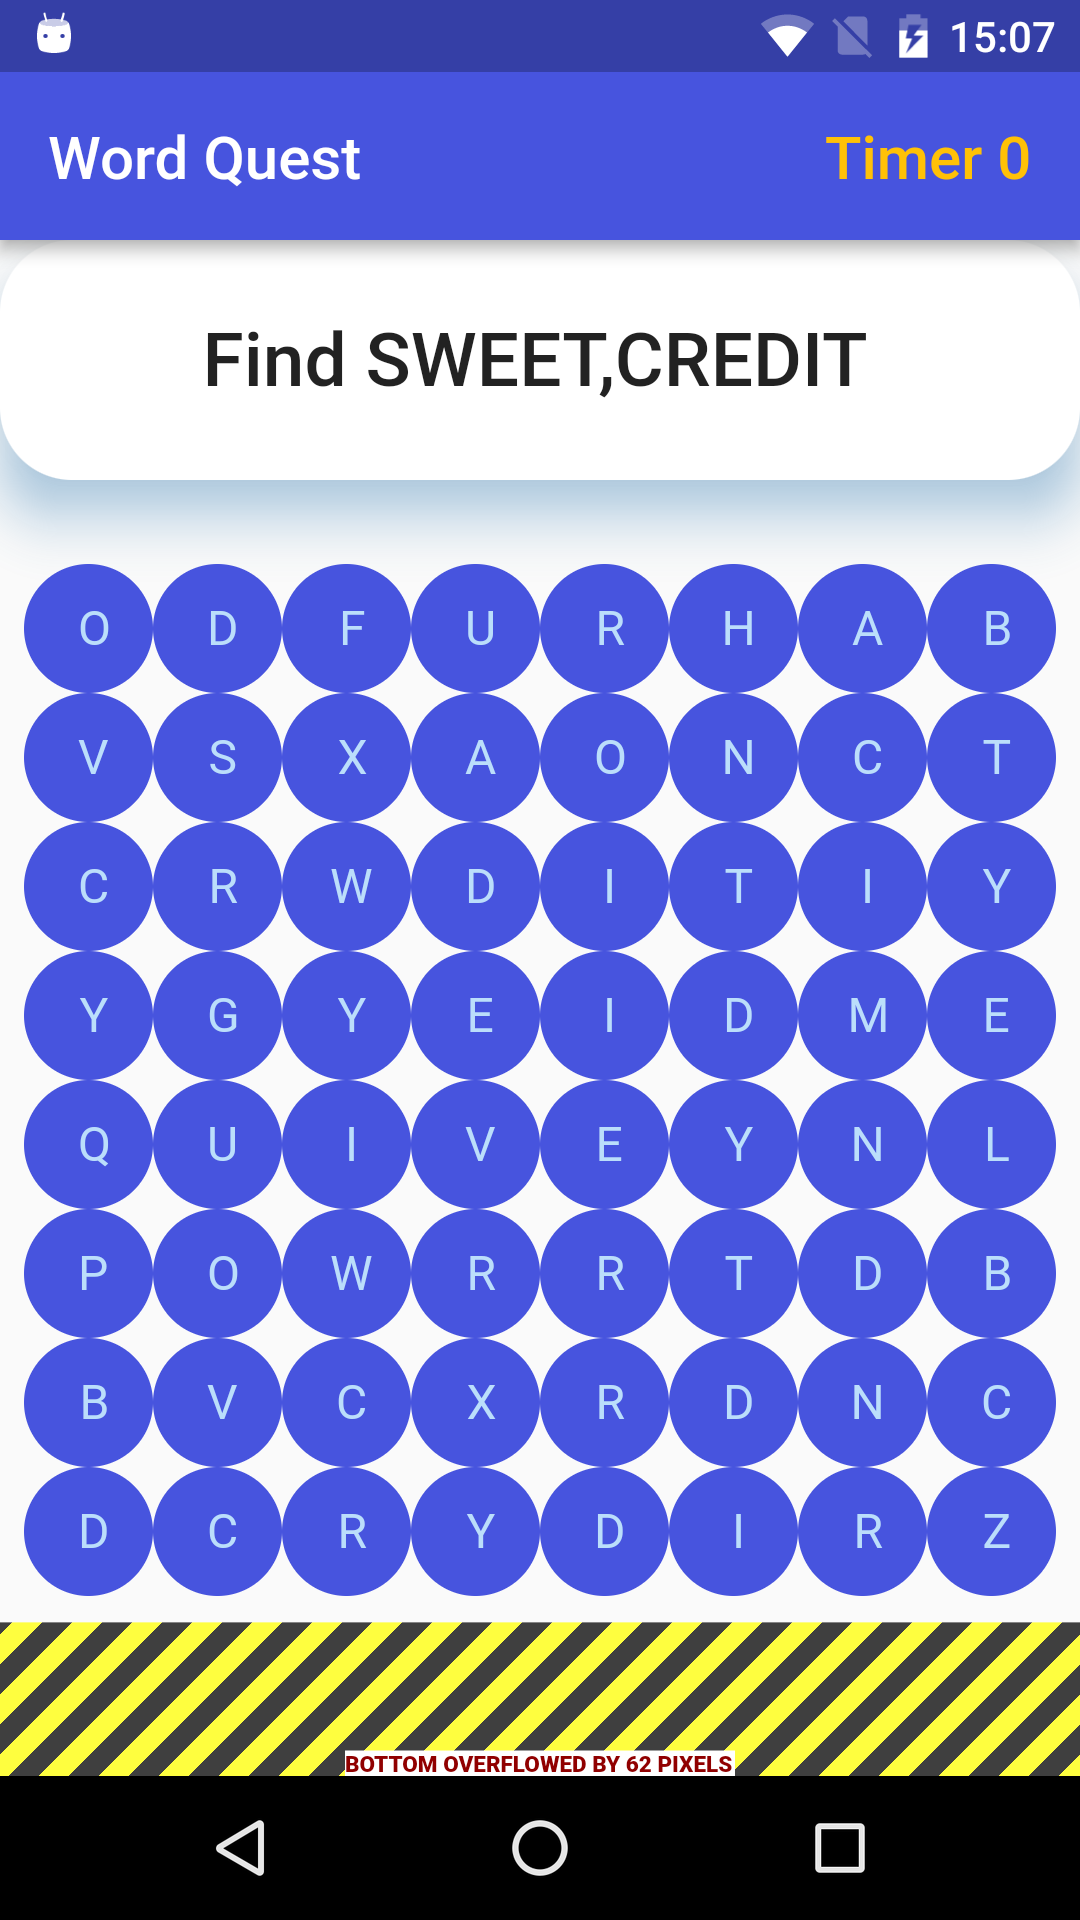 15:07
Word Quest Timer 0
Find SWEET,CREDIT
O D F U R H A B
V S X A O N C T
C R W D I T I Y
Y G Y E I D M E
Q U I V E Y N L
P O W R R T D B
B V C X R D N C
D C R Y D I R Z
BOTTOM OVERFLOWED BY 62 PIXELS